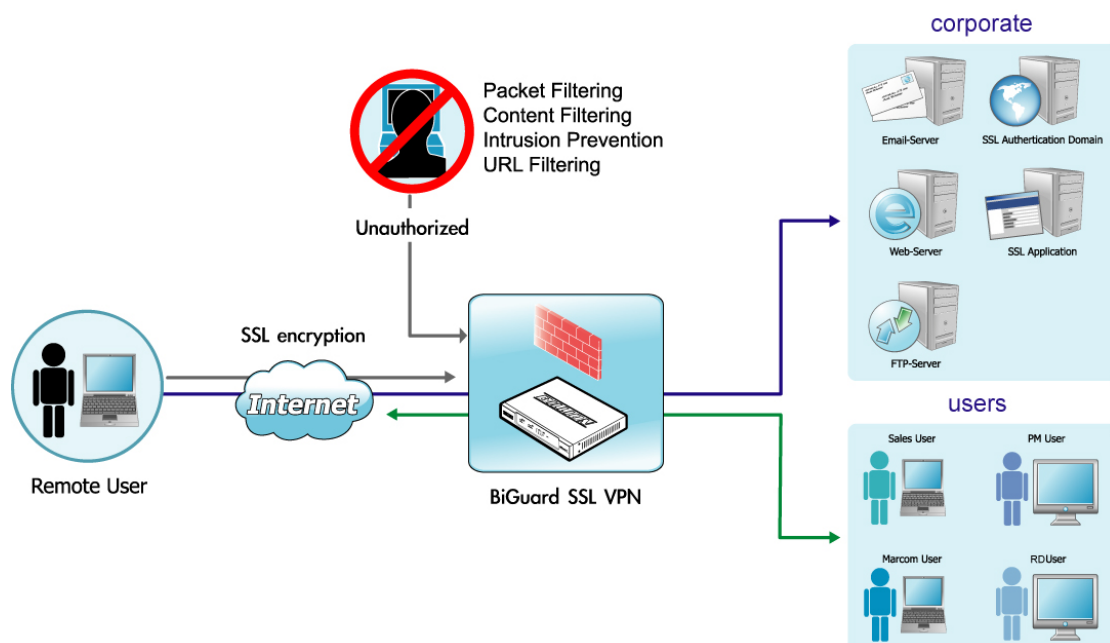 corporate
Packet Filtering
Content Filtering
Intrusion Prevention
URL Filtering
Unauthorized
Email-Server
SSL Authertication Domain
Web-Server
SSL Application
FTP-Server
SSL encryption
Internet
Remote User
BiGuard SSL VPN
users
Sales User
PM User
Marcom User
RDUser